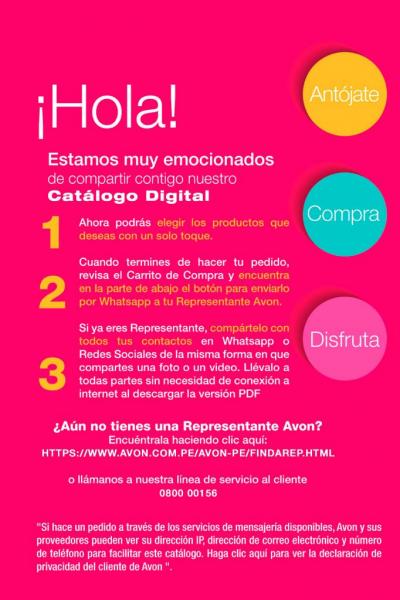 ¡Hola!
Antójate
Estamos muy emocionados
de compartir contigo nuestro
Catálogo Digital
Compra
1
Ahora podrás elegir los productos que
deseas con un solo toque.
2
Cuando termines de hacer tu pedido,
revisa el Carrito de Compra y encuentra
en la parte de abajo el botón para enviarlo
por Whatsapp a tu Representante Avon.
Disfruta
3
Si ya eres Representante, compártelo con
todos tus contactos en Whatsapp o
Redes Sociales de la misma forma en que
compartes una foto o un video. Llévalo a
todas partes sin necesidad de conexión a
internet al descargar la versión PDF
¿Aún no tienes una Representante Avon?
Encuéntrala haciendo clic aquí:
HTTPS://WWW.AVON.COM.PE/AVON-PE/FINDAREP.HTML
o llámanos a nuestra línea de servicio al cliente
0800 00156
"Si hace un pedido a través de los servicios de mensajería disponibles, Avon y sus
proveedores pueden ver su dirección IP, dirección de correo electrónico y número
de teléfono para facilitar este catálogo. Haga clic aquí para ver la declaración de
privacidad del cliente de Avon ".